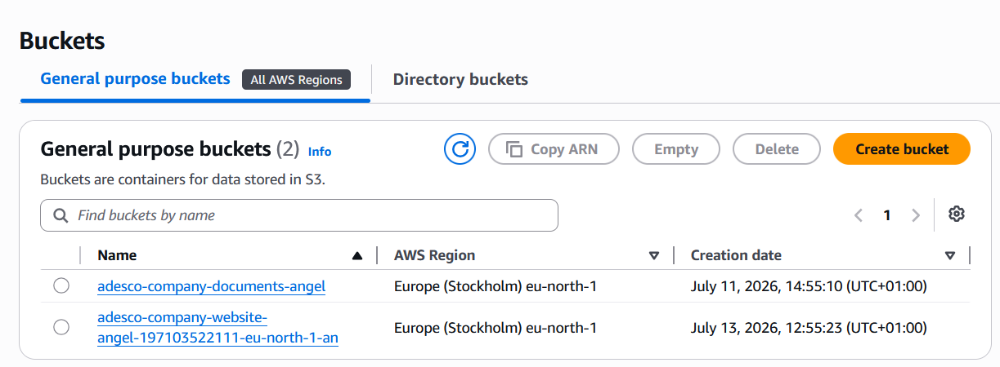 Buckets
General purpose buckets All AWS Regions Directory buckets
General purpose buckets (2) Info
Copy ARN Empty Delete Create bucket
Buckets are containers for data stored in S3.
Find buckets by name
1
Name AWS Region Creation date
adesco-company-documents-angel Europe (Stockholm) eu-north-1 July 11, 2026, 14:55:10 (UTC+01:00)
adesco-company-website-
angel-197103522111-eu-north-1-an Europe (Stockholm) eu-north-1 July 13, 2026, 12:55:23 (UTC+01:00)